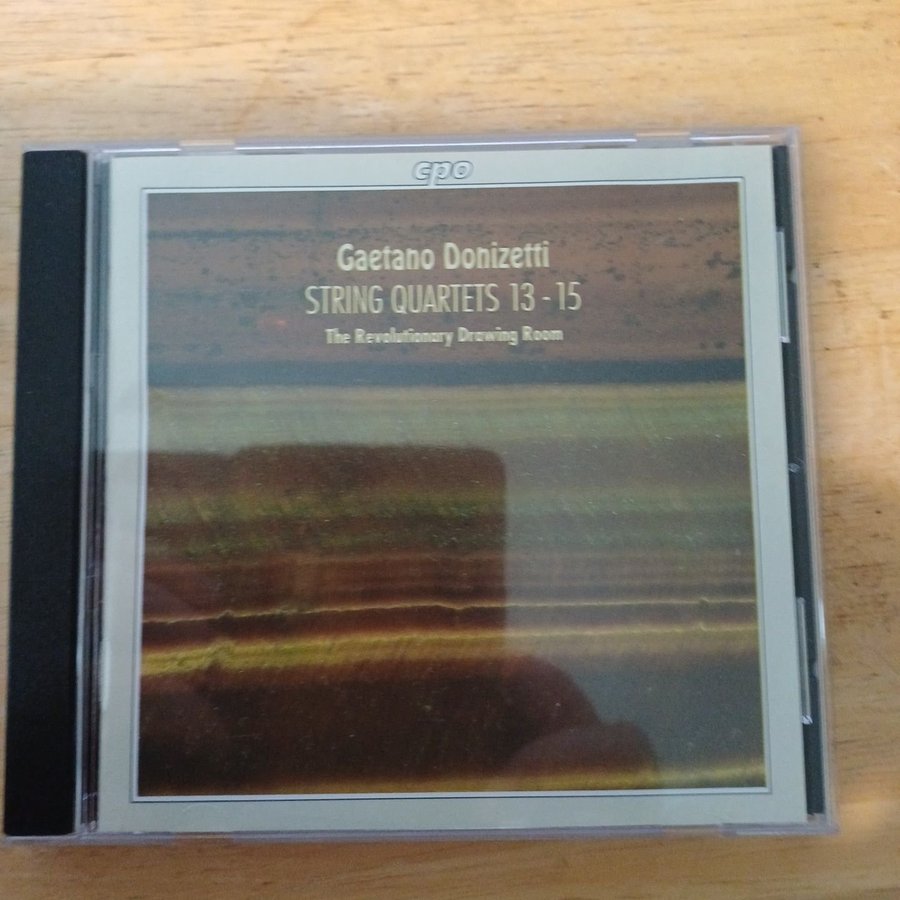 cpo
Gaetano Donizetti
STRING QUARTETS 13 - 15
The Revolutionary Drawing Room